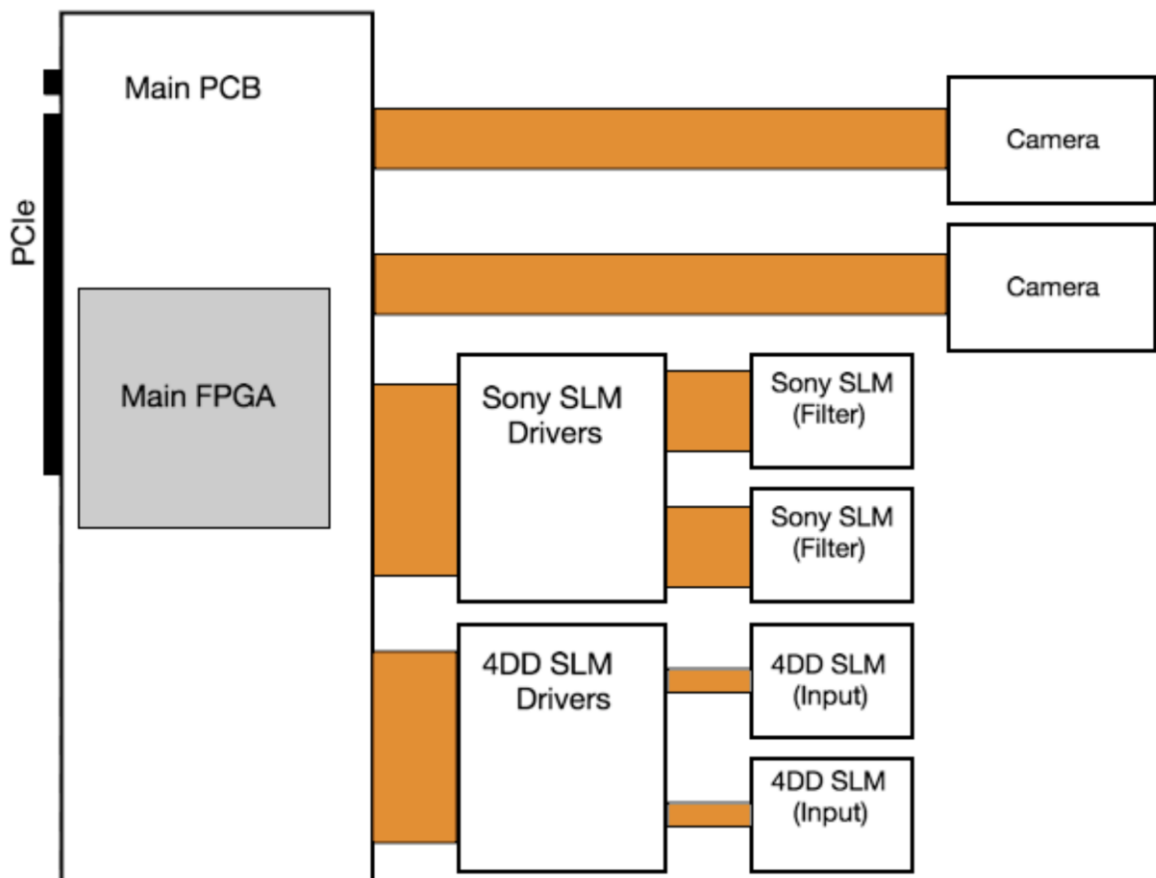 Main PCB
PCIe
Main FPGA
Camera
Camera
Sony SLM
Drivers
Sony SLM
(Filter)
Sony SLM
(Filter)
4DD SLM
Drivers
4DD SLM
(Input)
4DD SLM
(Input)